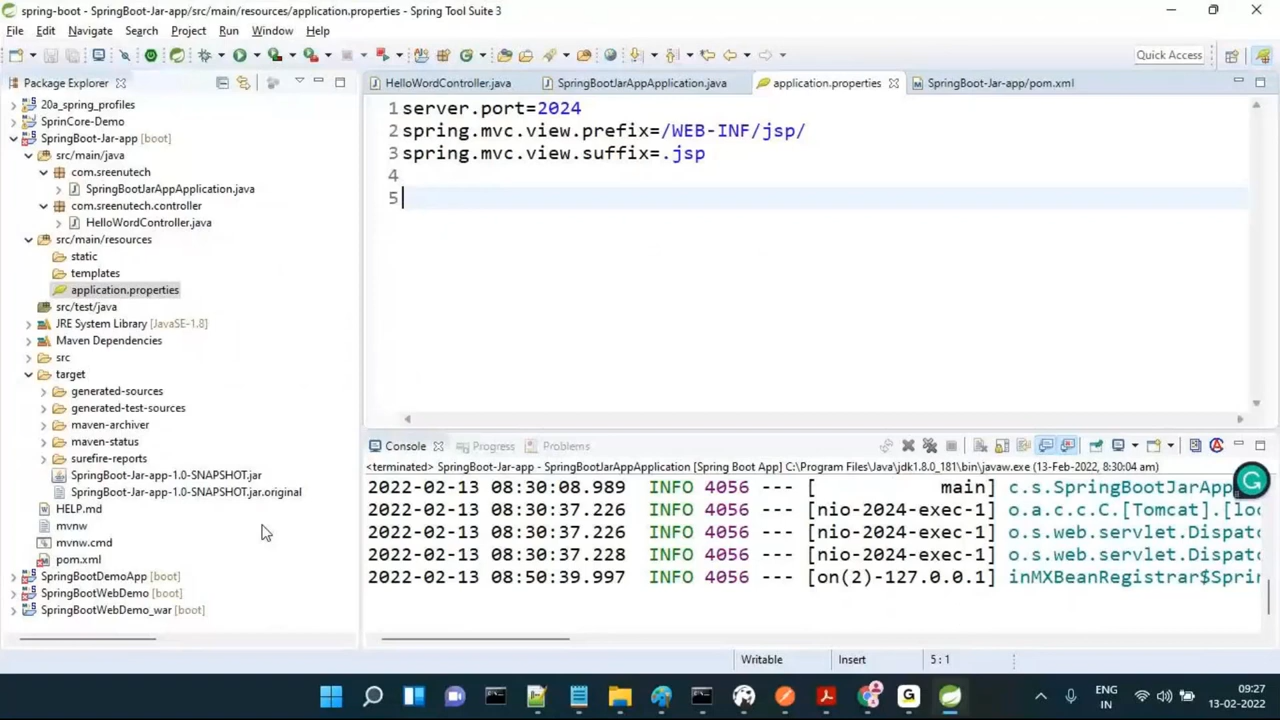 spring-boot - SpringBoot-Jar-app/src/main/resources/application.properties - Spring Tool Suite 3
File Edit Navigate Search Project Run Window Help
Quick Access
Package Explorer
20a_spring_profiles
SprinCore-Demo
SpringBoot-Jar-app [boot]
src/main/java
com.sreenutech
SpringBootJarAppApplication.java
com.sreenutech.controller
HelloWordController.java
src/main/resources
static
templates
application.properties
src/test/java
JRE System Library [JavaSE-1.8]
Maven Dependencies
src
target
generated-sources
generated-test-sources
maven-archiver
maven-status
surefire-reports
SpringBoot-Jar-app-1.0-SNAPSHOT.jar
SpringBoot-Jar-app-1.0-SNAPSHOT.jar.original
HELP.md
mvnw
mvnw.cmd
pom.xml
SpringBootDemoApp [boot]
SpringBootWebDemo [boot]
SpringBootWebDemo_war [boot]
HelloWordController.java SpringBootJarAppApplication.java application.properties SpringBoot-Jar-app/pom.xml
1 server.port=2024
2 spring.mvc.view.prefix=/WEB-INF/jsp/
3 spring.mvc.view.suffix=.jsp
4
5
Console Progress Problems
<terminated> SpringBoot-Jar-app - SpringBootJarAppApplication [Spring Boot App] C:\Program Files\Java\jdk1.8.0_181\bin\javaw.exe (13-Feb-2022, 8:30:04 am)
2022-02-13 08:30:08.989 INFO 4056 --- [ main] c.s.SpringBootJarApp
2022-02-13 08:30:37.226 INFO 4056 --- [nio-2024-exec-1] o.a.c.c.C.[Tomcat].[loc
2022-02-13 08:30:37.226 INFO 4056 --- [nio-2024-exec-1] o.s.web.servlet.Dispatc
2022-02-13 08:30:37.228 INFO 4056 --- [nio-2024-exec-1] o.s.web.servlet.Dispatc
2022-02-13 08:50:39.997 INFO 4056 --- [on(2)-127.0.0.1] inMXBeanRegistrar$Sprin
Writable Insert 5 : 1
ENG
IN
09:27
13-02-2022